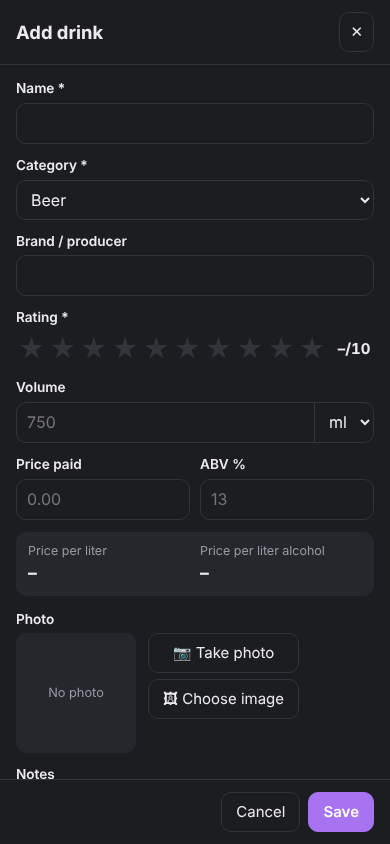 Add drink
×
Name *
Category *
Beer
Brand / producer
Rating *
★★★★★★★★★★ –/10
Volume
750 ml
Price paid ABV %
0.00 13
Price per liter Price per liter alcohol
– –
Photo
No photo
📷 Take photo
🖼 Choose image
Notes
Cancel Save